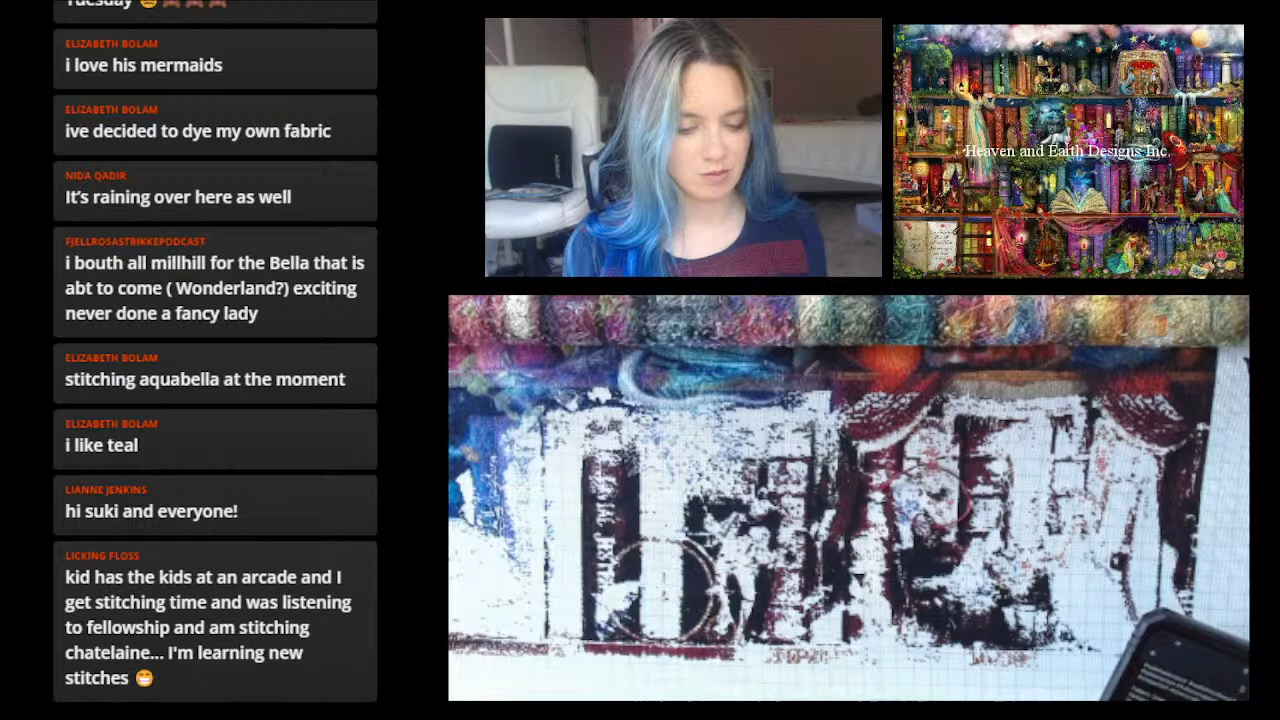 Tuesday 😖
ELIZABETH BOLAM
i love his mermaids
ELIZABETH BOLAM
ive decided to dye my own fabric
NIDA QADIR
It's raining over here as well
FJELLROSASTRIKKEPODCAST
i bouth all millhill for the Bella that is
abt to come ( Wonderland?) exciting
never done a fancy lady
ELIZABETH BOLAM
stitching aquabella at the moment
ELIZABETH BOLAM
i like teal
LIANNE JENKINS
hi suki and everyone!
LICKING FLOSS
kid has the kids at an arcade and I
get stitching time and was listening
to fellowship and am stitching
chatelaine... I'm learning new
stitches 😁
Heaven and Earth Designs Inc.